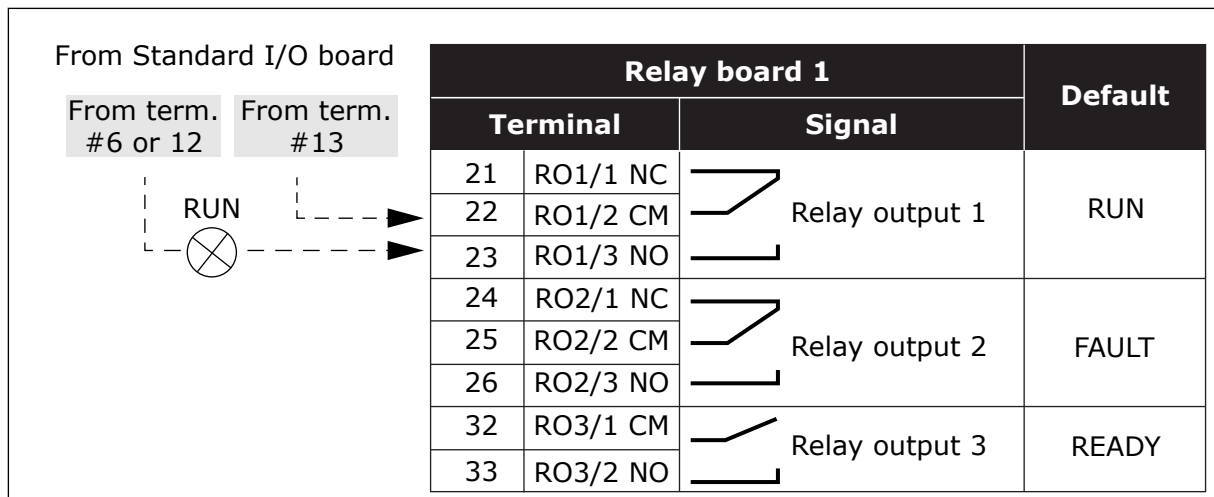 From Standard I/O board
From term.
#6 or 12
From term.
#13
RUN
Relay board 1
Default
Terminal
Signal
21 RO1/1 NC
22 RO1/2 CM
23 RO1/3 NO
Relay output 1
RUN
24 RO2/1 NC
25 RO2/2 CM
26 RO2/3 NO
Relay output 2
FAULT
32 RO3/1 CM
33 RO3/2 NO
Relay output 3
READY